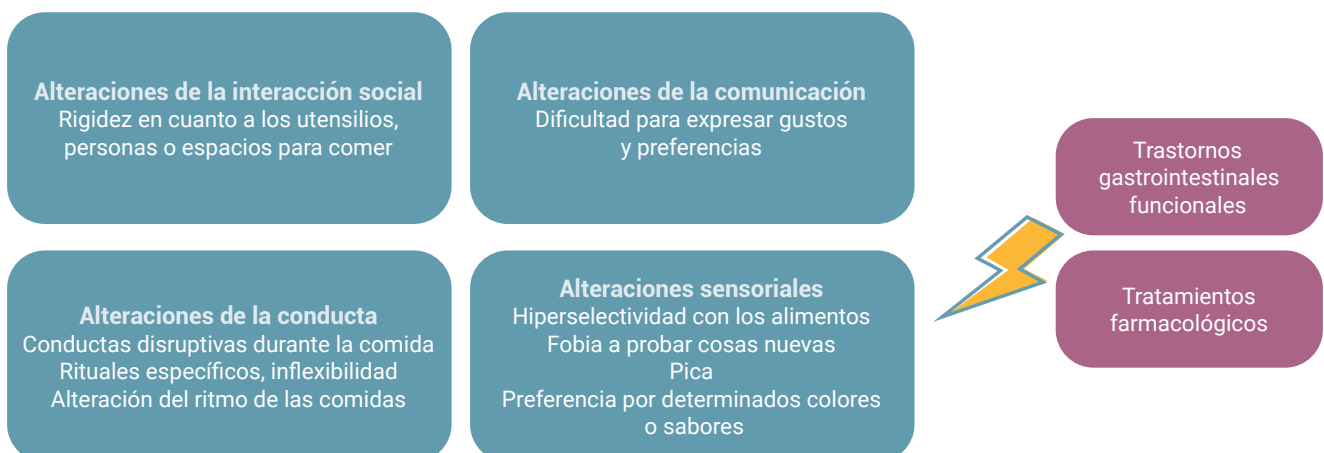 Alteraciones de la interacción social
Rigidez en cuanto a los utensilios,
personas o espacios para comer
Alteraciones de la comunicación
Dificultad para expresar gustos
y preferencias
Alteraciones de la conducta
Conductas disruptivas durante la comida
Rituales específicos, inflexibilidad
Alteración del ritmo de las comidas
Alteraciones sensoriales
Hiperselectividad con los alimentos
Fobia a probar cosas nuevas
Pica
Preferencia por determinados colores
o sabores
Trastornos
gastrointestinales
funcionales
Tratamientos
farmacológicos